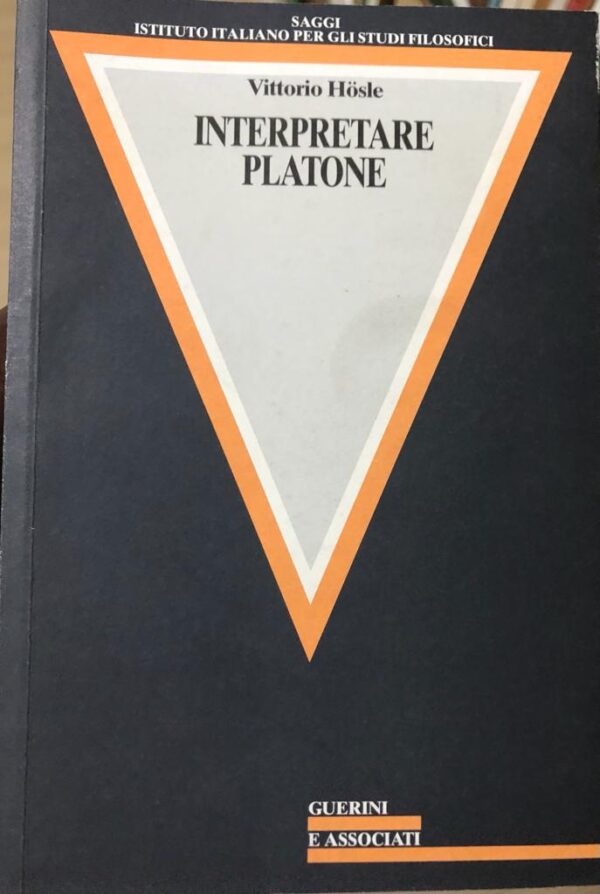 SAGGI
ISTITUTO ITALIANO PER GLI STUDI FILOSOFICI
Vittorio Hösle
INTERPRETARE
PLATONE
GUERINI
E ASSOCIATI